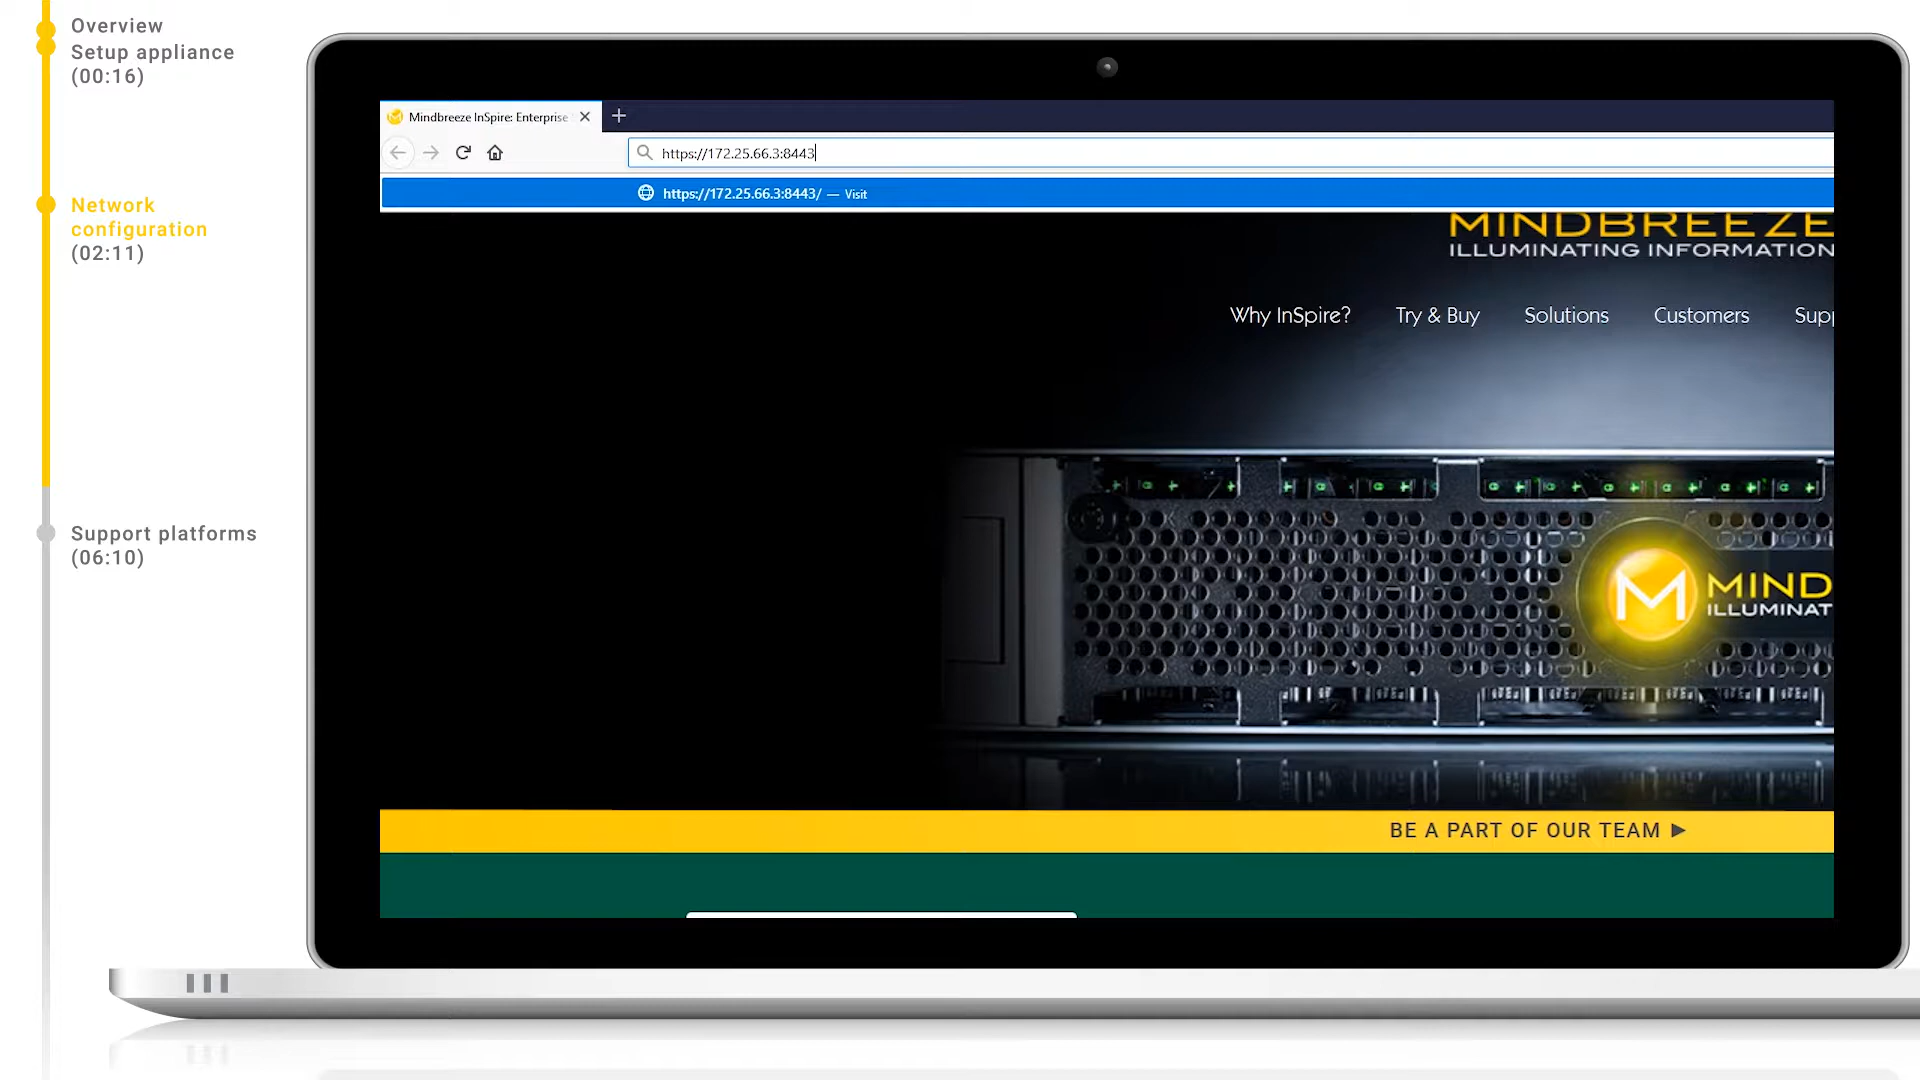 Overview
Setup appliance
(00:16)
Network
configuration
(02:11)
Support platforms
(06:10)
Mindbreeze InSpire: Enterprise
https://172.25.66.3:8443
https://172.25.66.3:8443/ — Visit
MINDBREEZE
ILLUMINATING INFORMATION
Why InSpire? Try & Buy Solutions Customers Supp
MIND
ILLUMINAT
BE A PART OF OUR TEAM ►